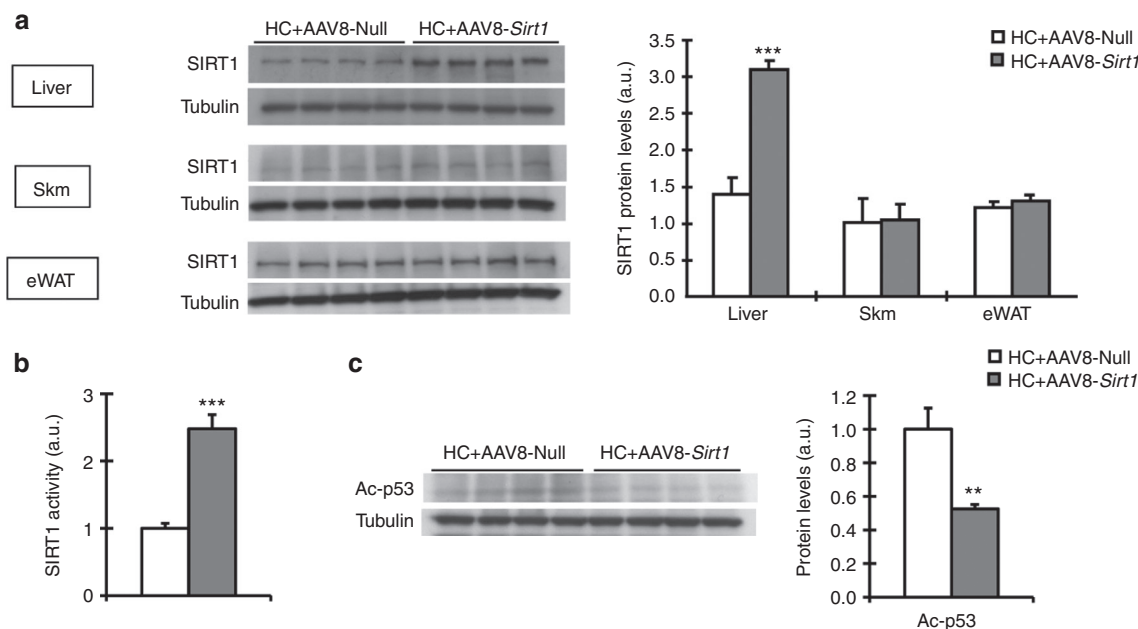 a
HC+AAV8-Null HC+AAV8-Sirt1
Liver
SIRT1
Tubulin
Skm
SIRT1
Tubulin
eWAT
SIRT1
Tubulin
SIRT1 protein levels (a.u.)
3.5
3.0
2.5
2.0
1.5
1.0
0.5
0.0
***
HC+AAV8-Null
HC+AAV8-Sirt1
Liver Skm eWAT
b
SIRT1 activity (a.u.)
3
2
1
0
***
c
HC+AAV8-Null HC+AAV8-Sirt1
Ac-p53
Tubulin
HC+AAV8-Null
HC+AAV8-Sirt1
Protein levels (a.u.)
1.2
1.0
0.8
0.6
0.4
0.2
0.0
**
Ac-p53